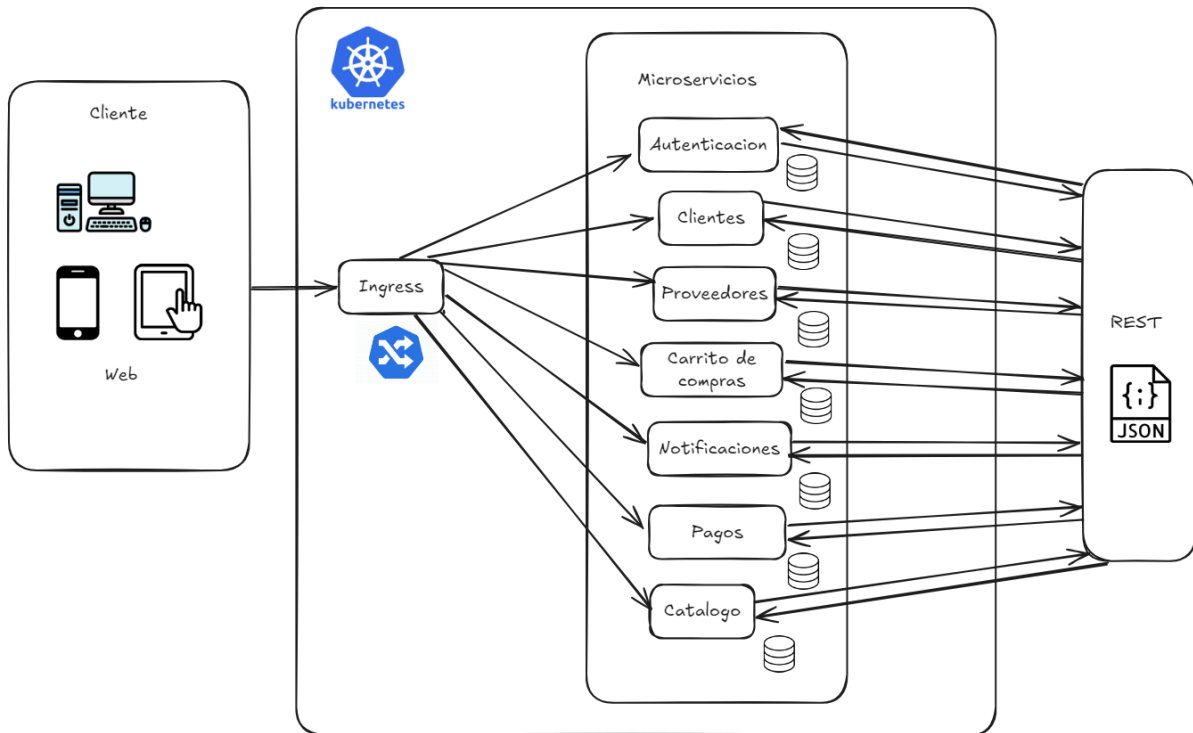 Cliente
Web
kubernetes
Ingress
Microservicios
Autenticacion
Clientes
Proveedores
Carrito de
compras
Notificaciones
Pagos
Catalogo
REST
{;}
JSON